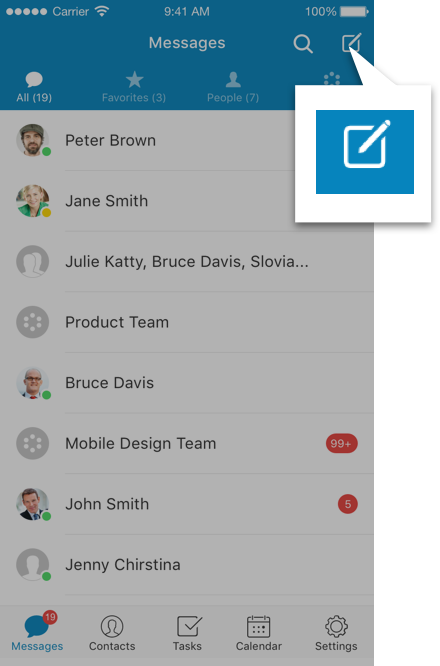 Carrier 9:41 AM 100%
Messages
All (19) Favorites (3) People (7)
Peter Brown
Jane Smith
Julie Katty, Bruce Davis, Slovia...
Product Team
Bruce Davis
Mobile Design Team 99+
John Smith 5
Jenny Chirstina
19
Messages Contacts Tasks Calendar Settings